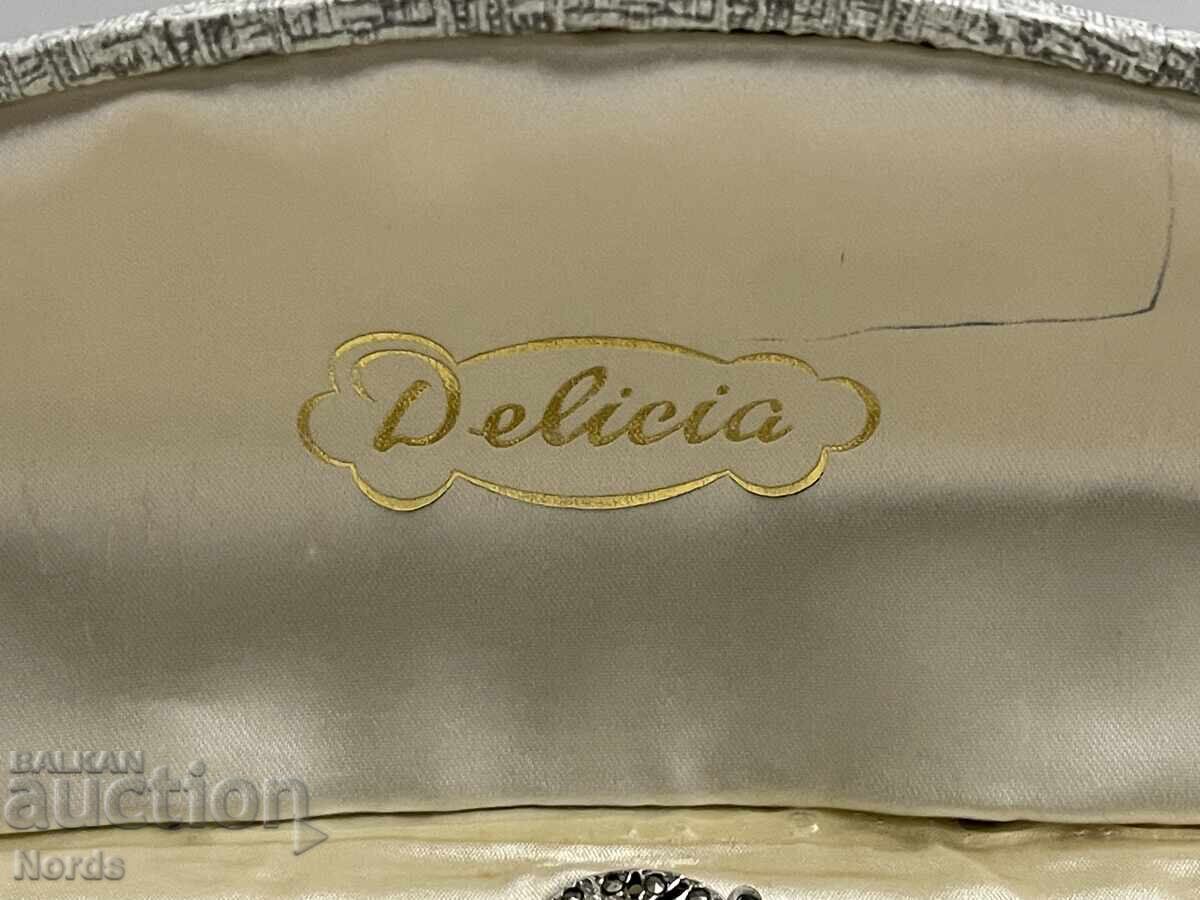 Delicia
BALKAN
auction
Nords